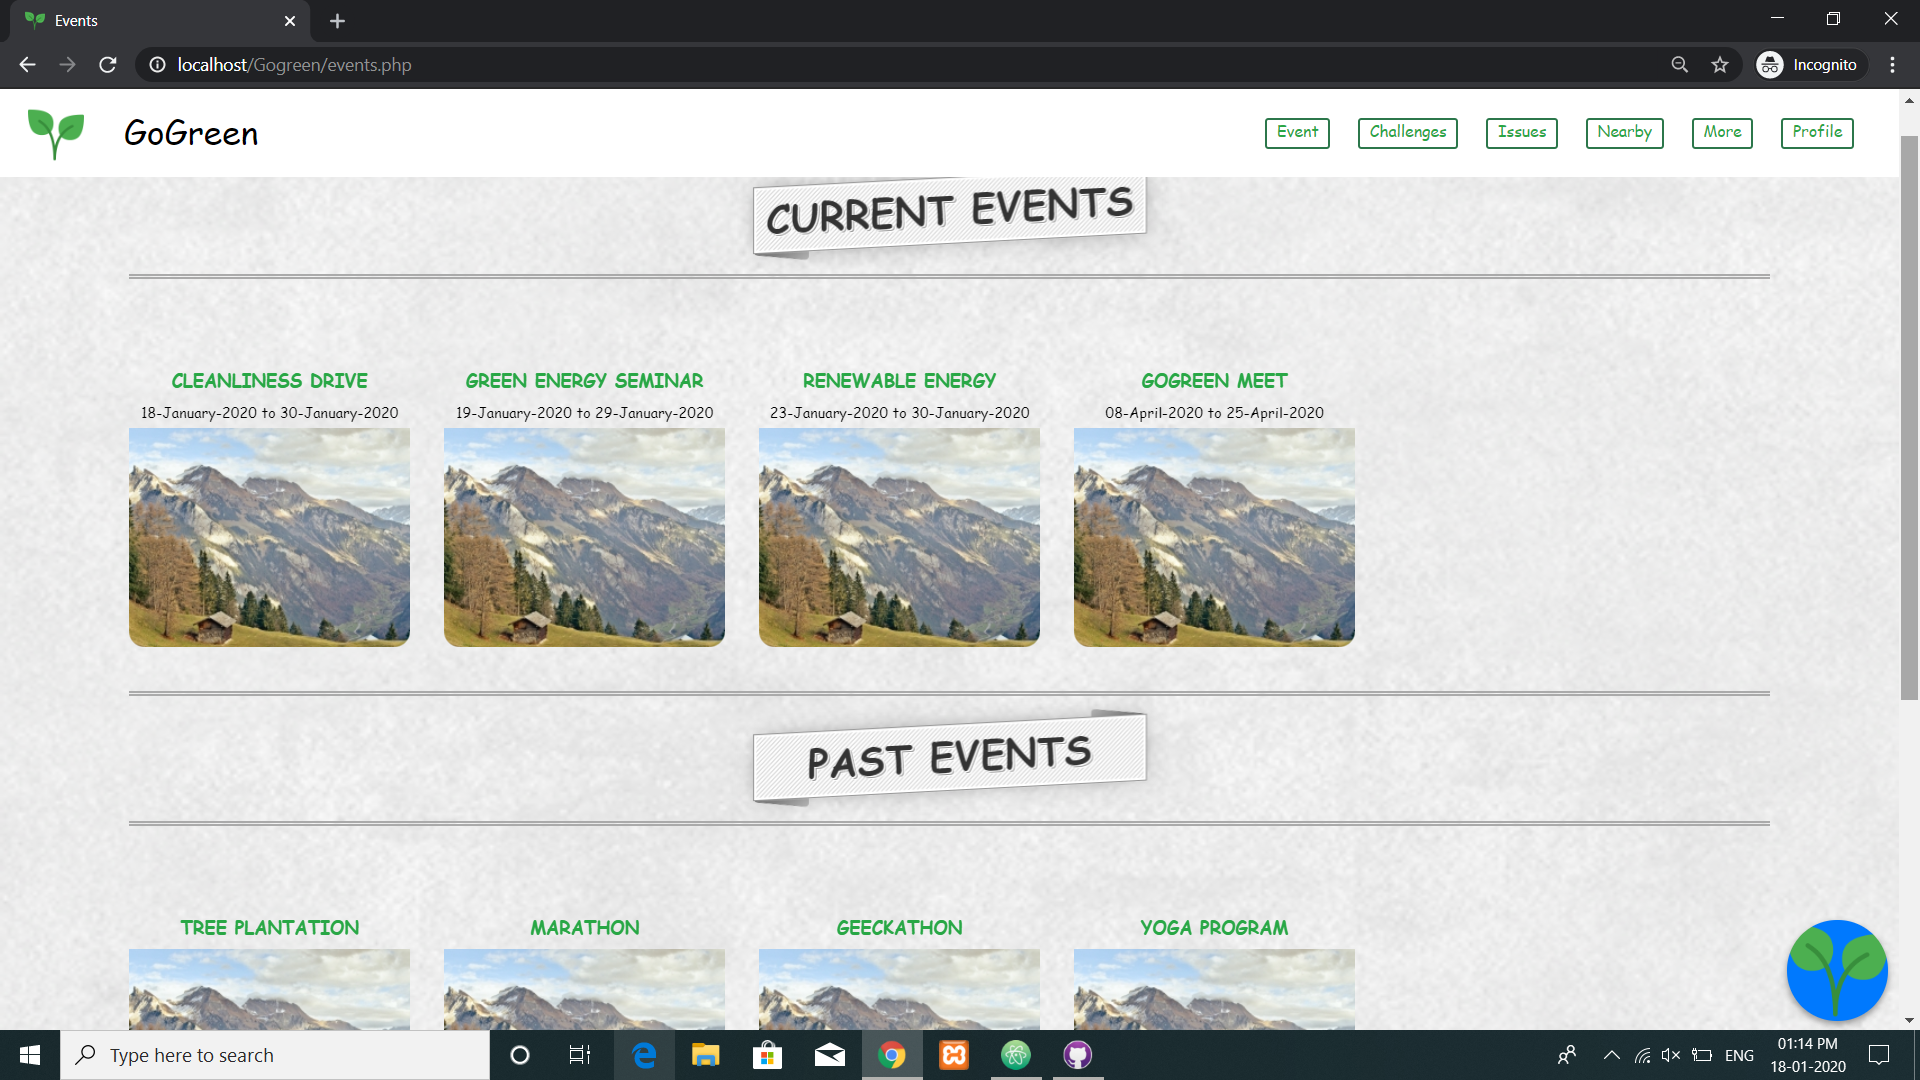 Events
localhost/Gogreen/events.php
Incognito
GoGreen
Event Challenges Issues Nearby More Profile
CURRENT EVENTS
CLEANLINESS DRIVE GREEN ENERGY SEMINAR RENEWABLE ENERGY GOGREEN MEET
18-January-2020 to 30-January-2020 19-January-2020 to 29-January-2020 23-January-2020 to 30-January-2020 08-April-2020 to 25-April-2020
PAST EVENTS
TREE PLANTATION MARATHON GEECKATHON YOGA PROGRAM
Type here to search
ENG
01:14 PM
18-01-2020